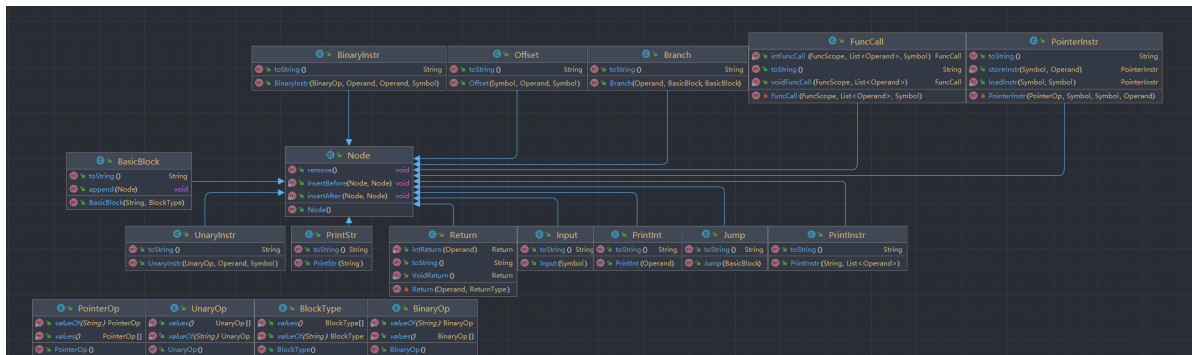 BinaryInstr
toString() String
BinaryInstr(BinaryOp, Operand, Operand, Symbol)
Offset
toString() String
Offset(Symbol, Operand, Symbol)
Branch
toString() String
Branch(Operand, BasicBlock, BasicBlock)
FuncCall
intFuncCall(FuncScope, List<Operand>, Symbol) FuncCall
toString() String
voidFuncCall(FuncScope, List<Operand>) FuncCall
FuncCall(FuncScope, List<Operand>, Symbol)
PointerInstr
toString() String
storeInstr(Symbol, Operand) PointerInstr
loadInstr(Symbol, Symbol) PointerInstr
PointerInstr(PointerOp, Symbol, Symbol, Operand)
BasicBlock
toString() String
append(Node) void
BasicBlock(String, BlockType)
Node
remove() void
insertBefore(Node, Node) void
insertAfter(Node, Node) void
Node()
UnaryInstr
toString() String
UnaryInstr(UnaryOp, Operand, Symbol)
PrintStr
toString() String
PrintStr(String)
Return
IntReturn(Operand) Return
toString() String
VoidReturn() Return
Return(Operand, ReturnType)
Input
toString() String
Input(Symbol)
PrintInt
toString() String
PrintInt(Operand)
Jump
toString() String
Jump(BasicBlock)
PrintInstr
toString() String
PrintInstr(String, List<Operand>)
PointerOp
valueOf(String) PointerOp
values() PointerOp[]
PointerOp()
UnaryOp
values() UnaryOp[]
valueOf(String) UnaryOp
UnaryOp()
BlockType
values() BlockType[]
valueOf(String) BlockType
BlockType()
BinaryOp
valueOf(String) BinaryOp
values() BinaryOp[]
BinaryOp()